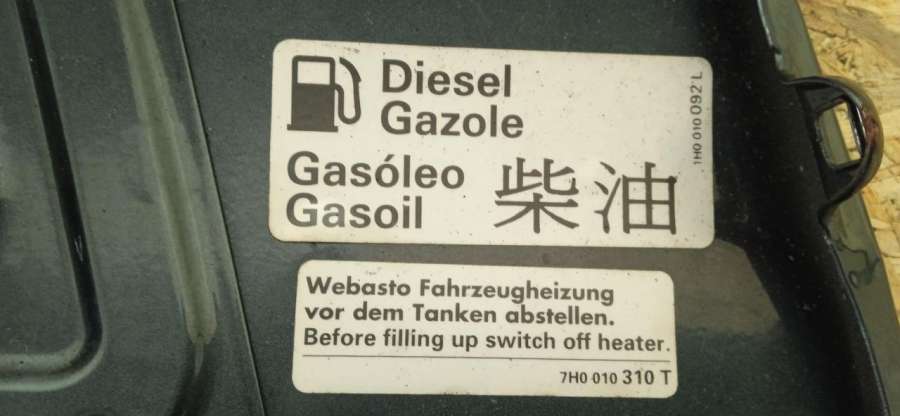 Diesel
Gazole
Gasóleo
Gasoil
柴油
1H0 010 092 L
Webasto Fahrzeugheizung
vor dem Tanken abstellen.
Before filling up switch off heater.
7H0 010 310 T